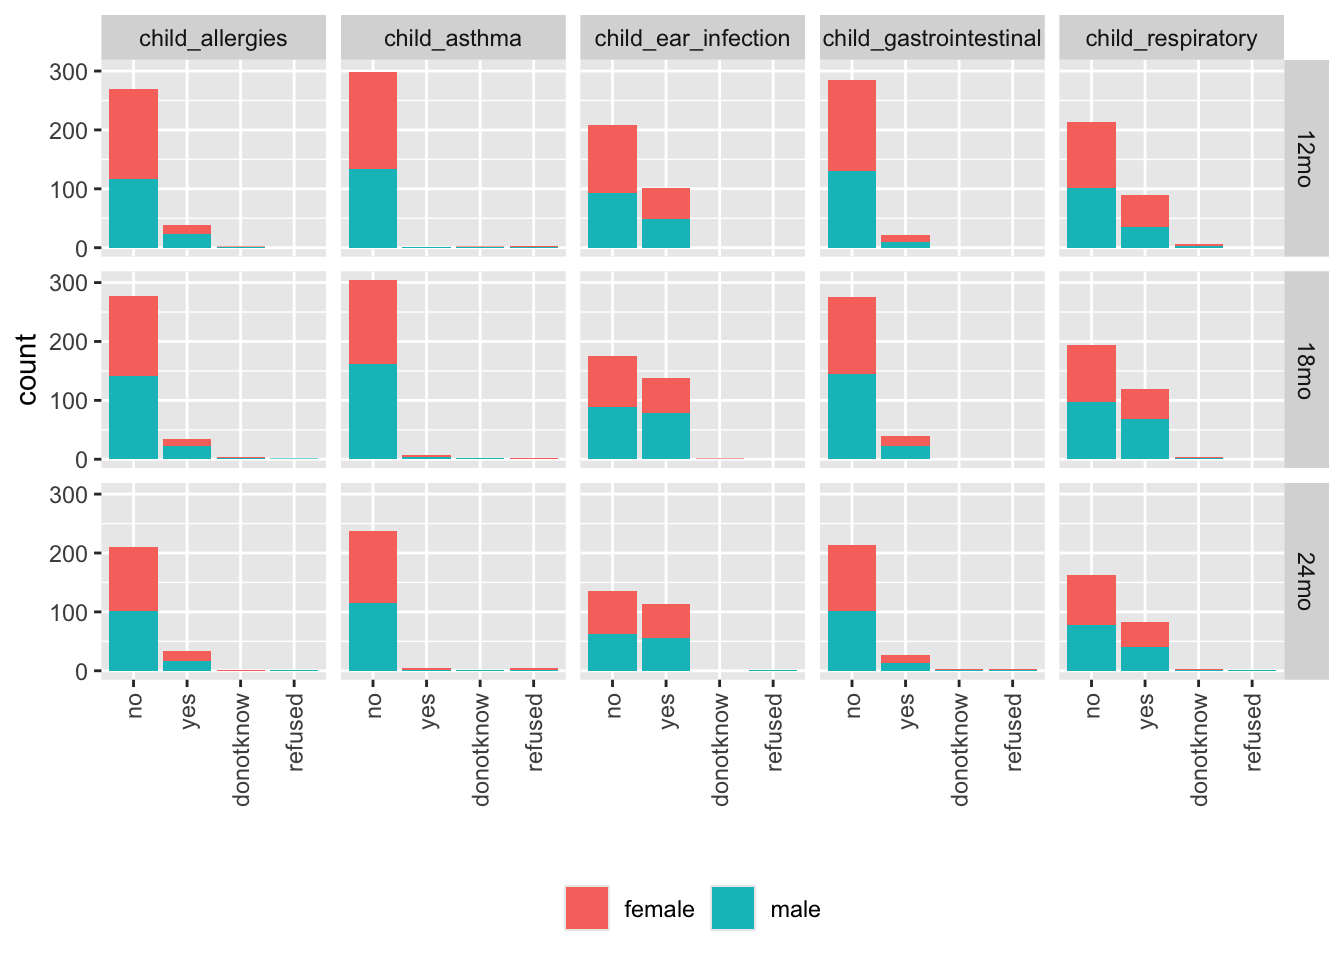 child_allergies child_asthma child_ear_infection child_gastrointestinal child_respiratory
300
200
100
0
12mo
300
200
100
0
18mo
count
300
200
100
0
24mo
no yes donotknow refused no yes donotknow refused no yes donotknow refused no yes donotknow refused no yes donotknow refused
female male